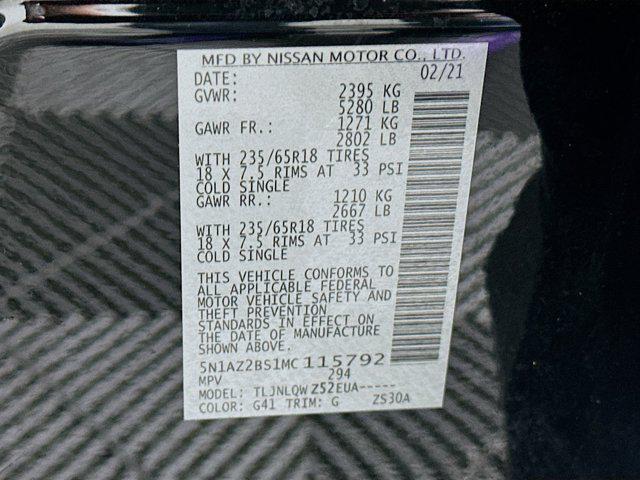 MFD BY NISSAN MOTOR CO., LTD.
DATE: 02/21
GVWR: 2395 KG
5280 LB
GAWR FR.: 1271 KG
2802 LB
WITH 235/65R18 TIRES
18 X 7.5 RIMS AT 33 PSI
COLD SINGLE
GAWR RR.: 1210 KG
2667 LB
WITH 235/65R18 TIRES
18 X 7.5 RIMS AT 33 PSI
COLD SINGLE
THIS VEHICLE CONFORMS TO
ALL APPLICABLE FEDERAL
MOTOR VEHICLE SAFETY AND
THEFT PREVENTION
STANDARDS IN EFFECT ON
THE DATE OF MANUFACTURE
SHOWN ABOVE.
5N1AZ2BS1MC 115792
MPV 294
MODEL: TLJNLQW Z52EUA-----
COLOR: G41 TRIM: G ZS30A